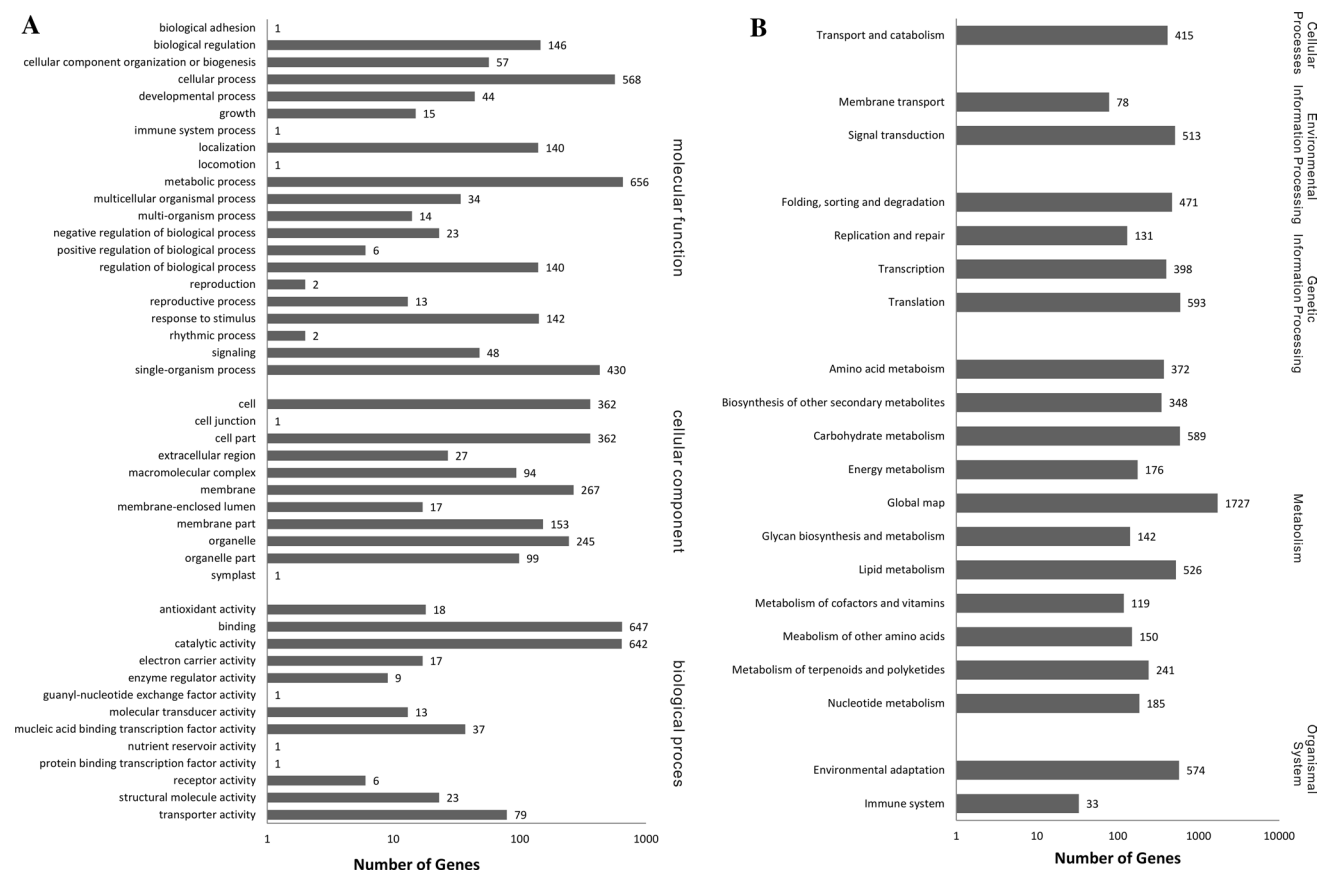 A
biological adhesion 1
biological regulation 146
cellular component organization or biogenesis 57
cellular process 568
developmental process 44
growth 15
immune system process 1
localization 140
locomotion 1
metabolic process 656
multicellular organismal process 34
multi-organism process 14
negative regulation of biological process 23
positive regulation of biological process 6
regulation of biological process 140
reproduction 2
reproductive process 13
response to stimulus 142
rhythmic process 2
signaling 48
single-organism process 430
molecular function
cell 362
cell junction 1
cell part 362
extracellular region 27
macromolecular complex 94
membrane 267
membrane-enclosed lumen 17
membrane part 153
organelle 245
organelle part 99
symplast 1
cellular component
antioxidant activity 18
binding 647
catalytic activity 642
electron carrier activity 17
enzyme regulator activity 9
guanyl-nucleotide exchange factor activity 1
molecular transducer activity 13
mucleic acid binding transcription factor activity 37
nutrient reservoir activity 1
protein binding transcription factor activity 1
receptor activity 6
structural molecule activity 23
transporter activity 79
biological proces
1 10 100 1000
Number of Genes
B
Transport and catabolism 415
Cellular
Processes
Membrane transport 78
Signal transduction 513
Environmental
Information Processing
Folding, sorting and degradation 471
Replication and repair 131
Transcription 398
Translation 593
Genetic
Information Processing
Amino acid metaboism 372
Biosynthesis of other secondary metabolites 348
Carbohydrate metabolism 589
Energy metabolism 176
Global map 1727
Glycan biosynthesis and metabolism 142
Lipid metabolism 526
Metabolism of cofactors and vitamins 119
Meabolism of other amino acids 150
Metabolism of terpenoids and polyketides 241
Nucleotide metabolism 185
Metabolism
Environmental adaptation 574
Immune system 33
Organismal
System
1 10 100 1000 10000
Number of Genes